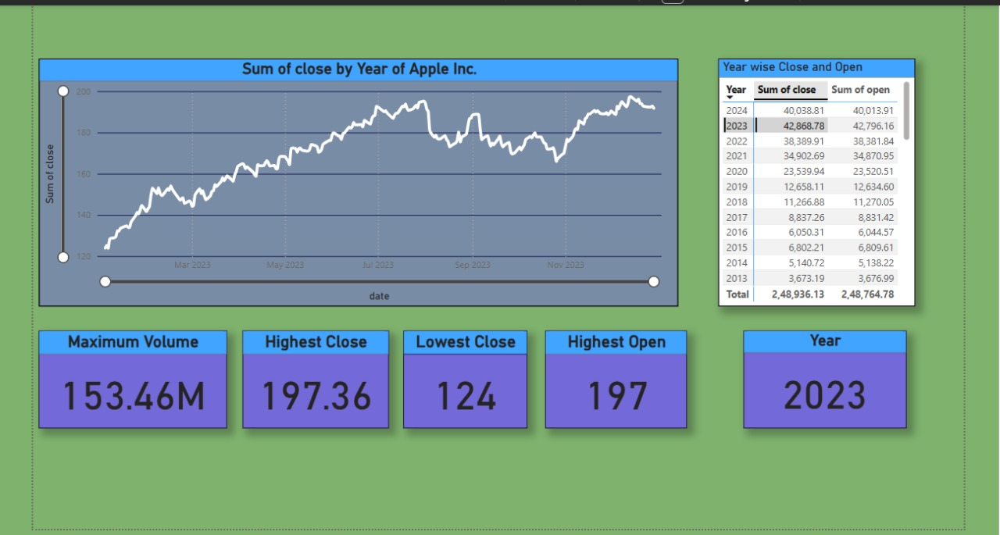 Sum of close by Year of Apple Inc.
Sum of close
200
180
160
140
120
Mar 2023 May 2023 Jul 2023 Sep 2023 Nov 2023
date
Year wise Close and Open
Year Sum of close Sum of open
2024 40,038.81 40,013.91
2023 42,868.78 42,796.16
2022 38,389.91 38,381.84
2021 34,902.69 34,870.95
2020 23,539.94 23,520.51
2019 12,658.11 12,634.60
2018 11,266.88 11,270.05
2017 8,837.26 8,831.42
2016 6,050.31 6,044.57
2015 6,802.21 6,809.61
2014 5,140.72 5,138.22
2013 3,673.19 3,676.99
Total 2,48,936.13 2,48,764.78
Maximum Volume
153.46M
Highest Close
197.36
Lowest Close
124
Highest Open
197
Year
2023